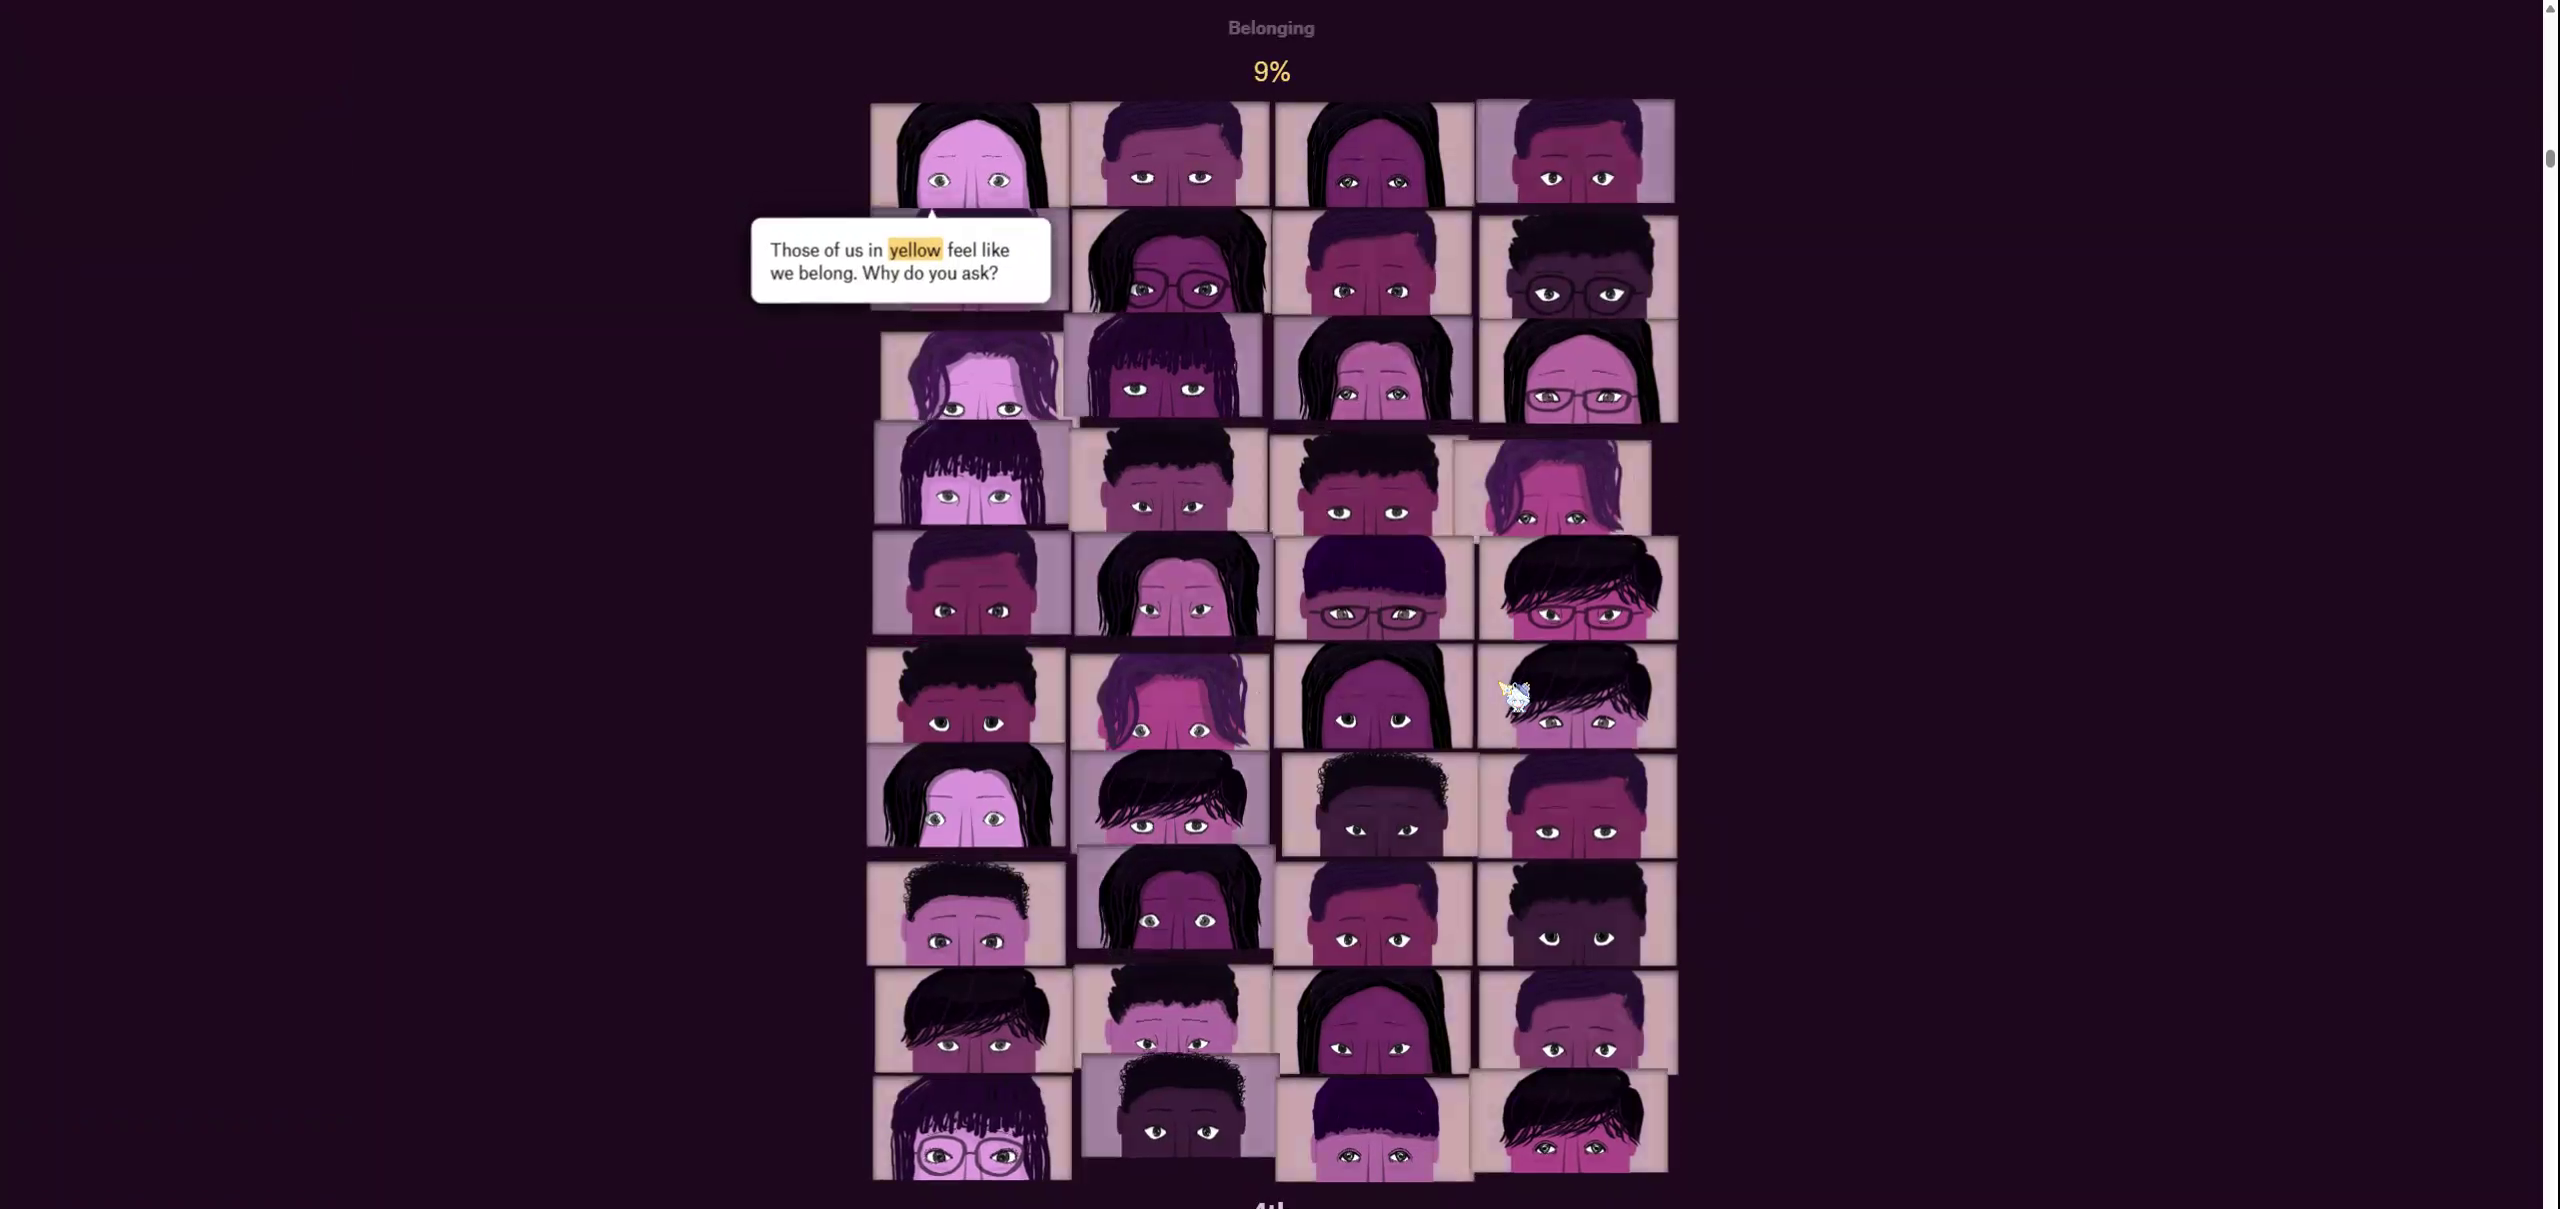 Belonging
9%
Those of us in yellow feel like
we belong. Why do you ask?